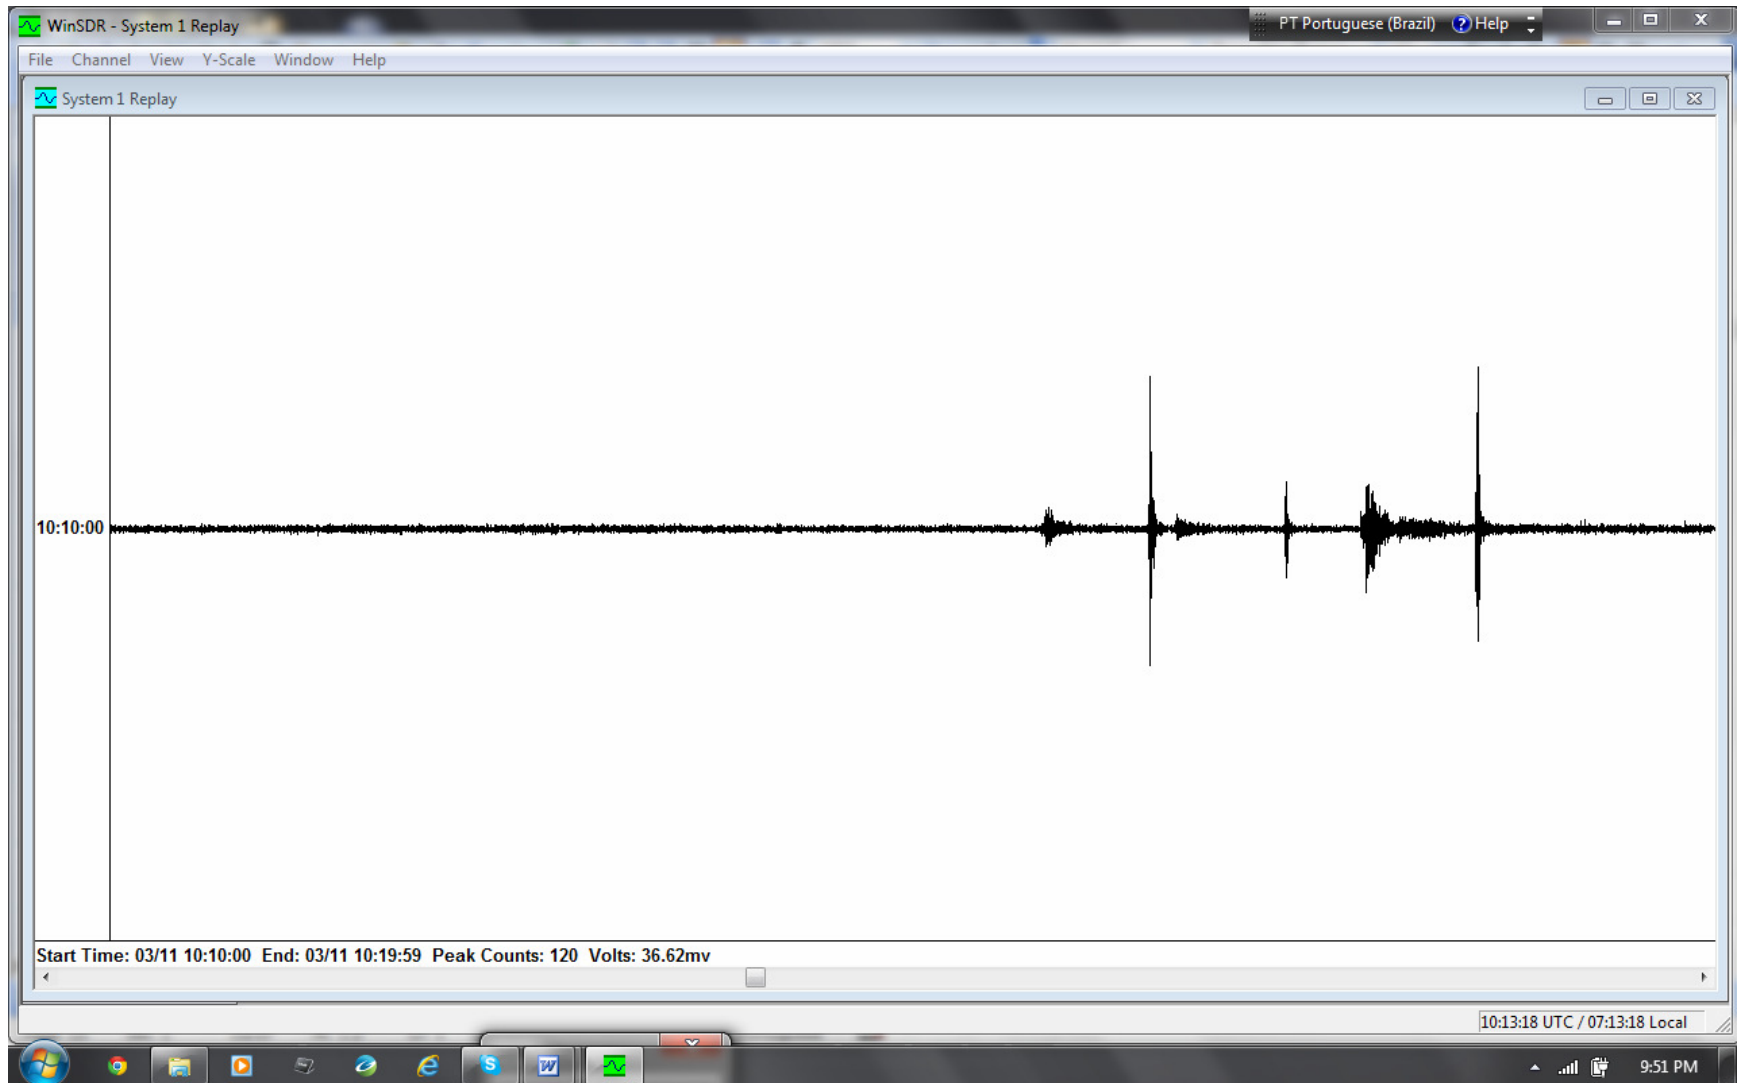 WinSDR - System 1 Replay
PT Portuguese (Brazil) Help
File Channel View Y-Scale Window Help
System 1 Replay
10:10:00
Start Time: 03/11 10:10:00 End: 03/11 10:19:59 Peak Counts: 120 Volts: 36.62mv
10:13:18 UTC / 07:13:18 Local
9:51 PM